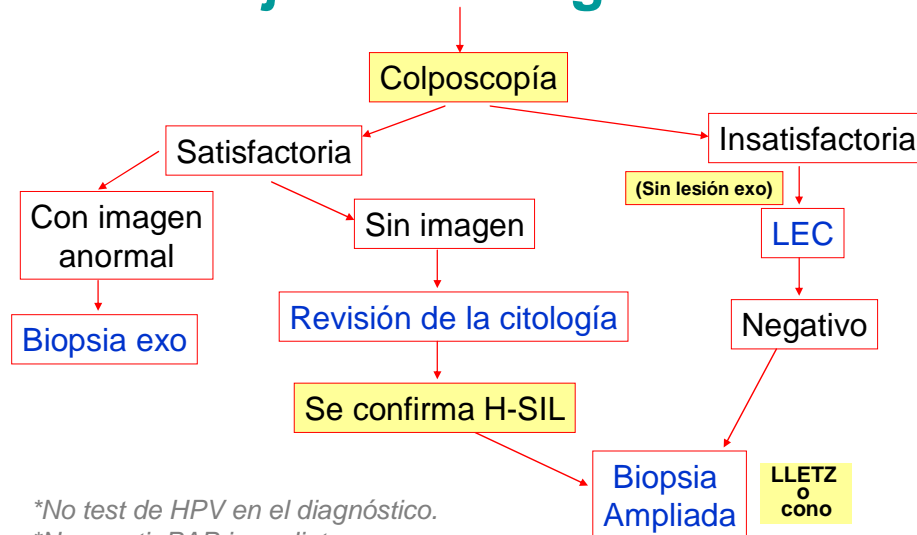 Colposcopía
Satisfactoria
Insatisfactoria
(Sin lesión exo)
Con imagen
anormal
Sin imagen
LEC
Biopsia exo
Revisión de la citología
Negativo
Se confirma H-SIL
Biopsia
Ampliada
LLETZ
o
cono
*No test de HPV en el diagnóstico.